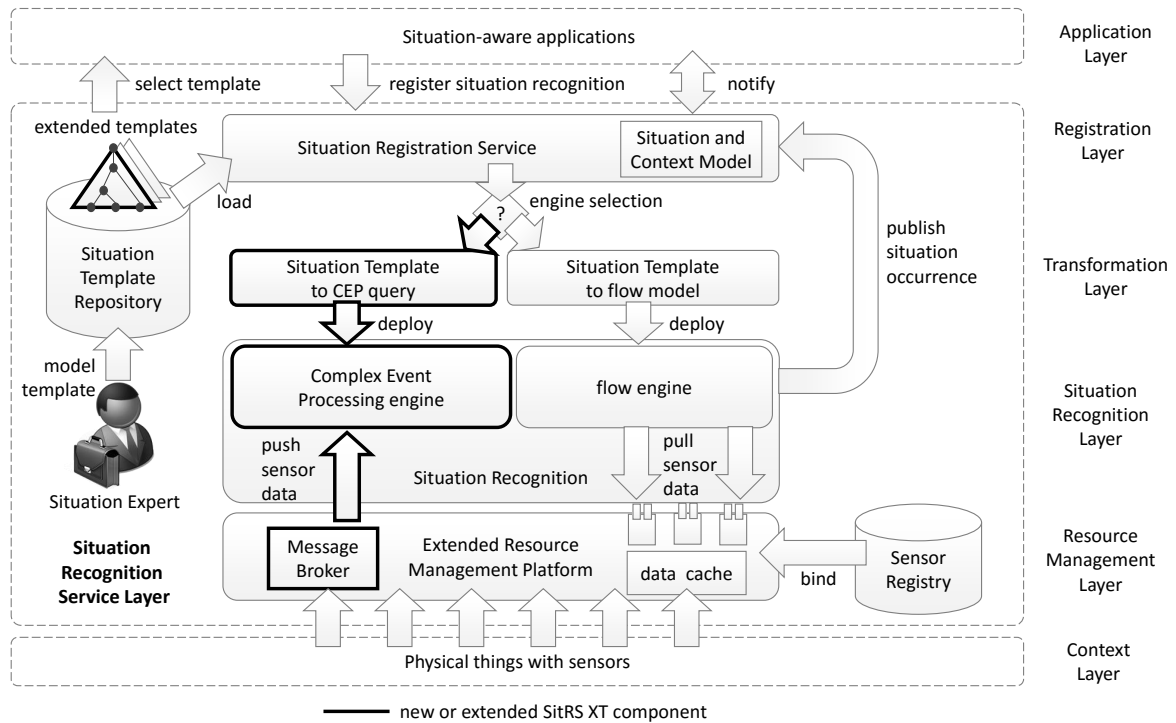 Situation-aware applications
Application
Layer
select template
register situation recognition
notify
extended templates
Situation Registration Service
Situation and
Context Model
Registration
Layer
load
?
engine selection
publish
situation
occurrence
Situation
Template
Repository
Situation Template
to CEP query
Situation Template
to flow model
Transformation
Layer
deploy
deploy
model
template
Complex Event
Processing engine
flow engine
Situation
Recognition
Layer
push
sensor
data
pull
sensor
data
Situation Recognition
Situation Expert
Situation
Recognition
Service Layer
Message
Broker
Extended Resource
Management Platform
data cache
bind
Sensor
Registry
Resource
Management
Layer
Physical things with sensors
Context
Layer
new or extended SitRS XT component